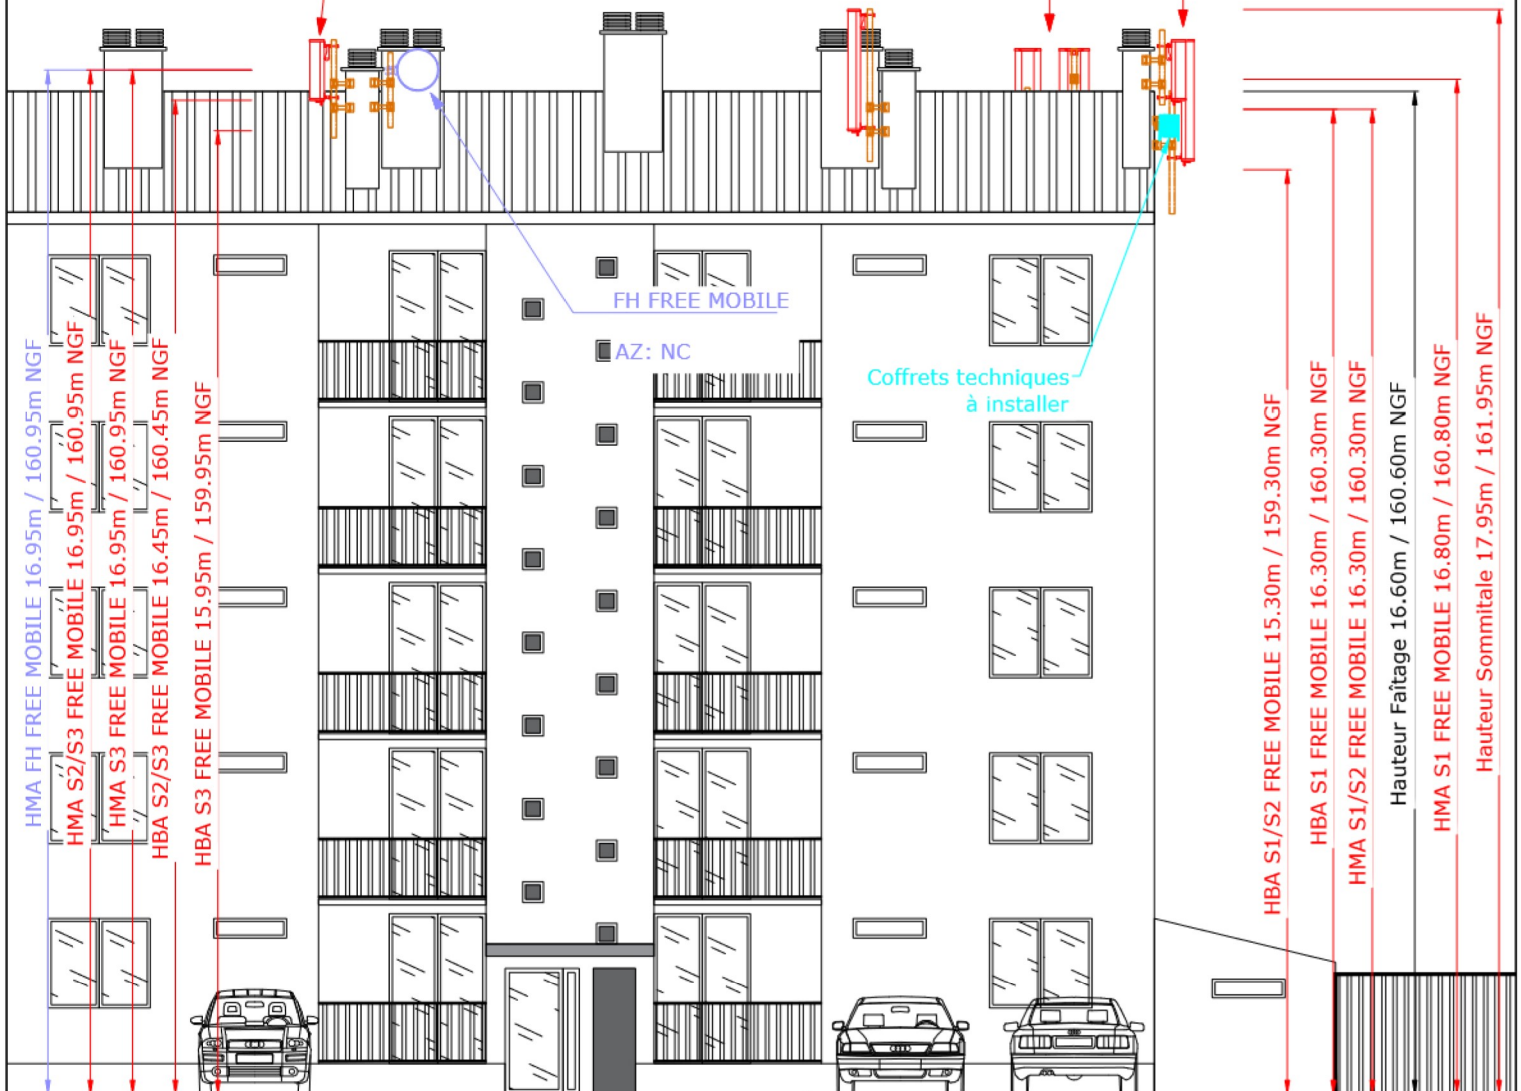 FH FREE MOBILE
AZ: NC
Coffrets techniques
à installer
HMA FH FREE MOBILE 16.95m / 160.95m NGF
HMA S2/S3 FREE MOBILE 16.95m / 160.95m NGF
HMA S3 FREE MOBILE 16.95m / 160.95m NGF
HBA S2/S3 FREE MOBILE 16.45m / 160.45m NGF
HBA S3 FREE MOBILE 15.95m / 159.95m NGF
HBA S1/S2 FREE MOBILE 15.30m / 159.30m NGF
HBA S1 FREE MOBILE 16.30m / 160.30m NGF
HMA S1/S2 FREE MOBILE 16.30m / 160.30m NGF
Hauteur Faîtage 16.60m / 160.60m NGF
HMA S1 FREE MOBILE 16.80m / 160.80m NGF
Hauteur Sommitale 17.95m / 161.95m NGF